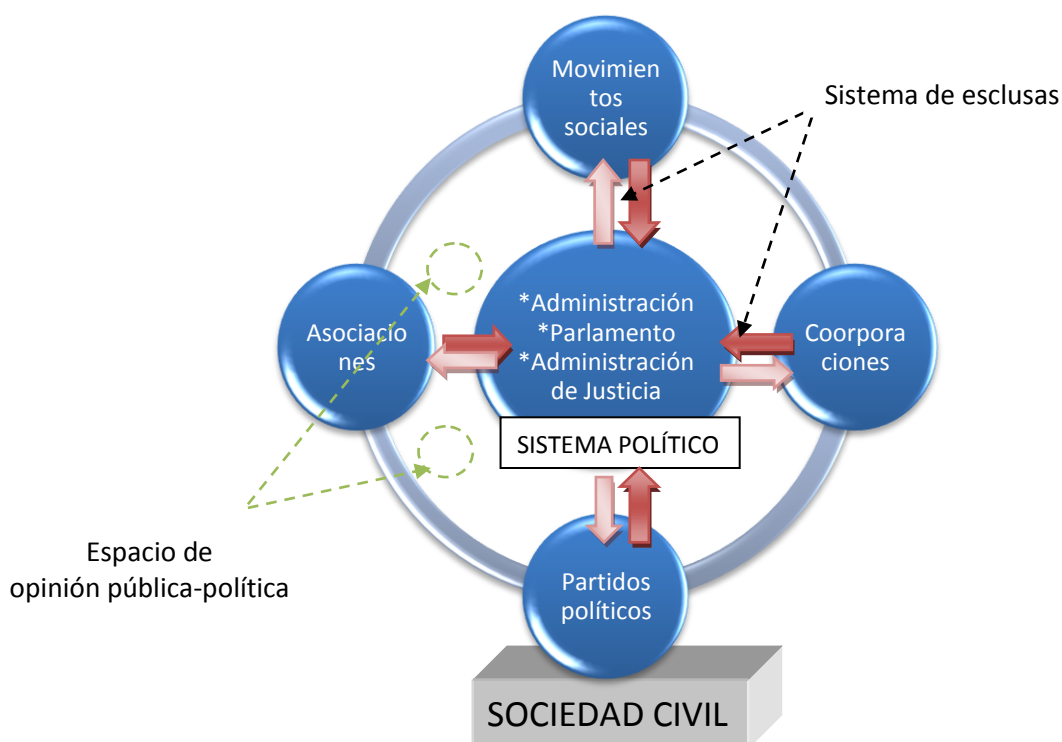 Movimien
tos
sociales
Sistema de esclusas
*Administración
*Parlamento
*Administración
de Justicia
Asociacio
nes
Coorpora
ciones
SISTEMA POLÍTICO
Espacio de
opinión pública-política
Partidos
políticos
SOCIEDAD CIVIL